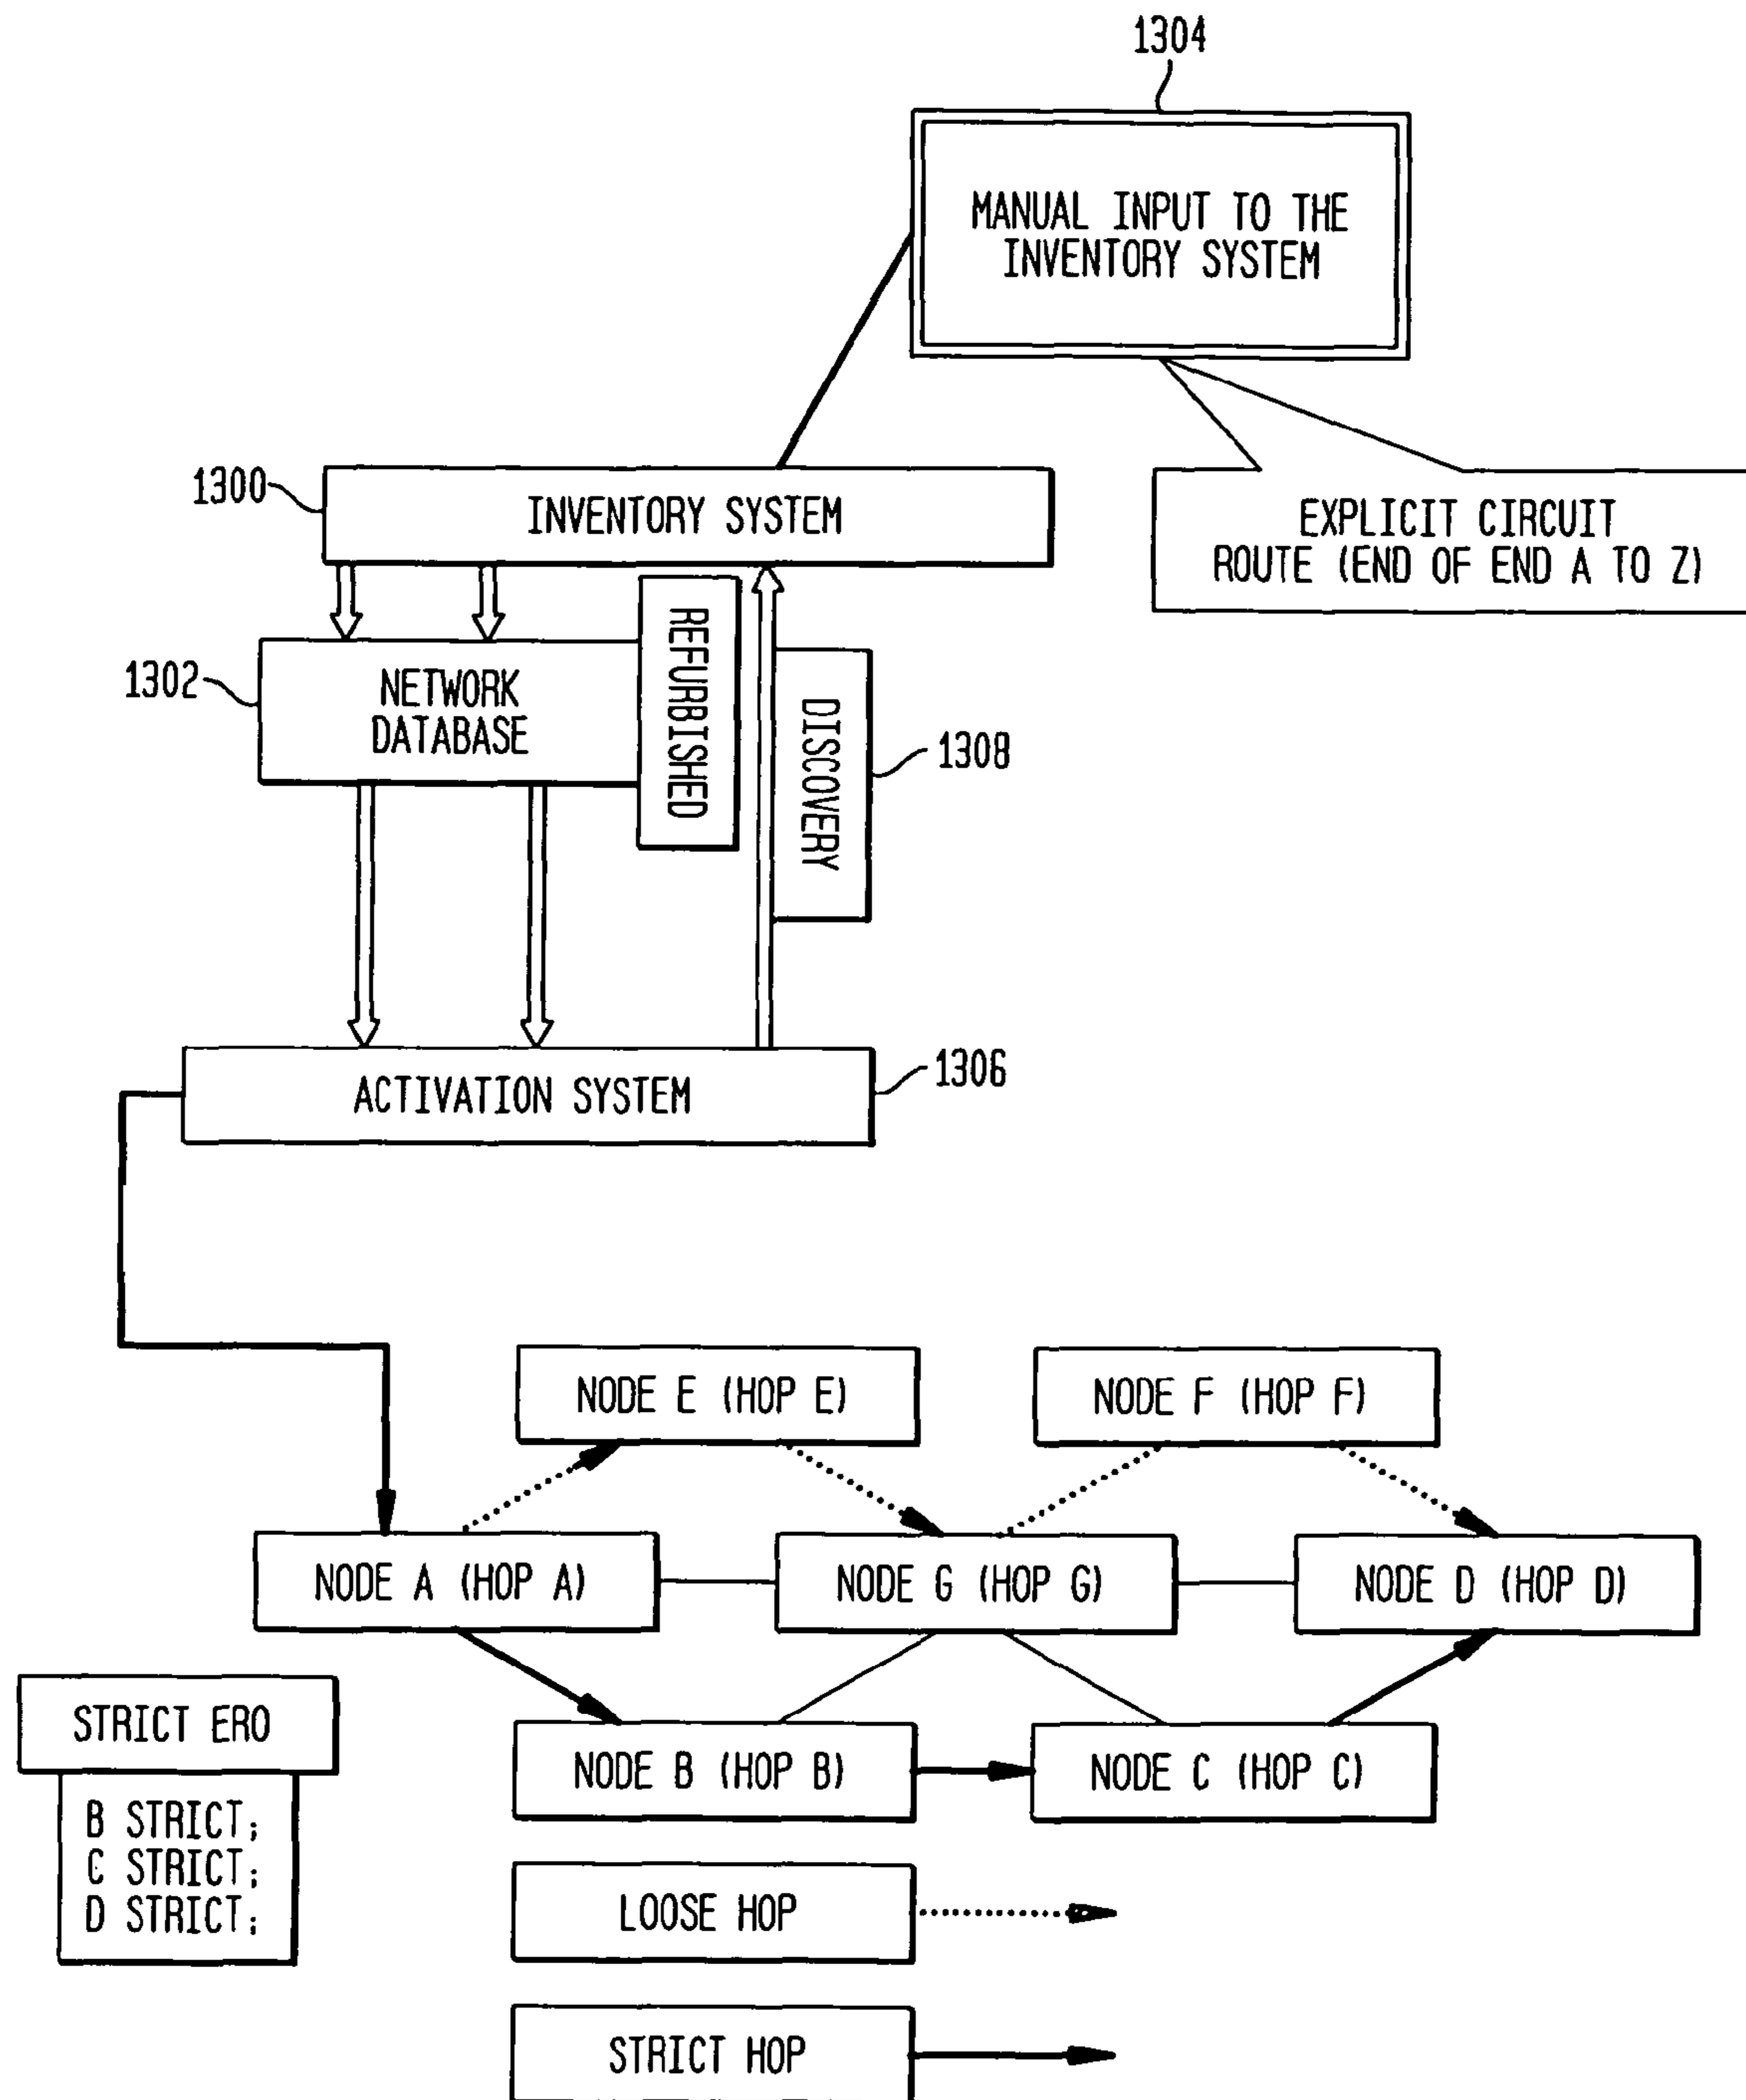 1304
MANUAL INPUT TO THE
INVENTORY SYSTEM
1300
INVENTORY SYSTEM
EXPLICIT CIRCUIT
ROUTE (END OF END A TO Z)
1302
NETWORK
DATABASE
REFURBISHED
DISCOVERY
1308
ACTIVATION SYSTEM
1306
NODE E (HOP E)
NODE F (HOP F)
NODE A (HOP A)
NODE G (HOP G)
NODE D (HOP D)
STRICT ERO
B STRICT;
C STRICT;
D STRICT;
NODE B (HOP B)
NODE C (HOP C)
LOOSE HOP
STRICT HOP